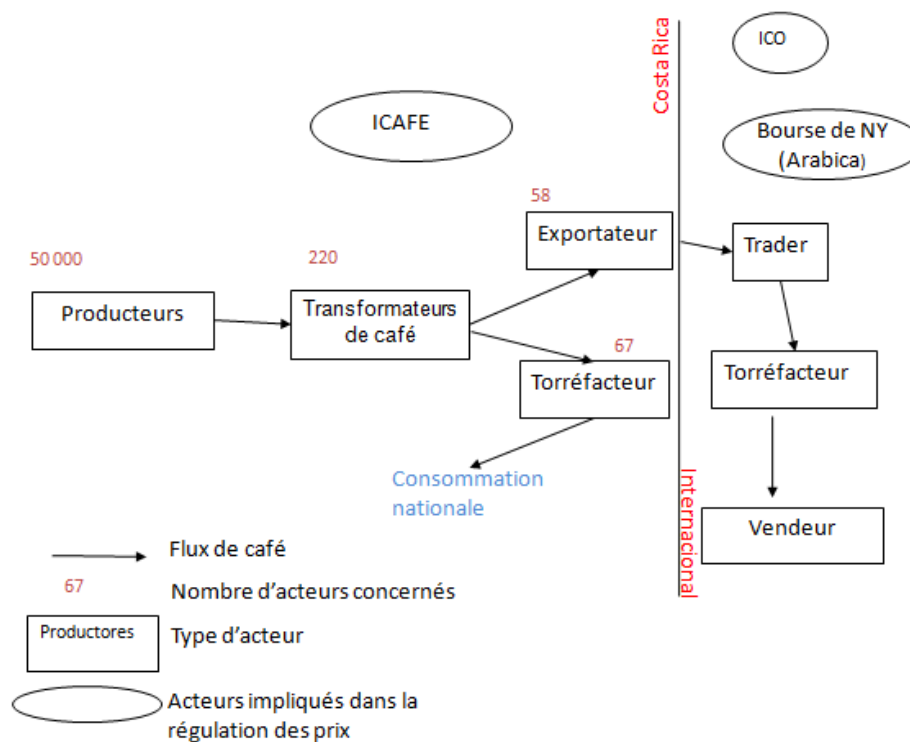 ICO
Costa Rica
ICAFE
Bourse de NY
(Arabica)
58
Exportateur
Trader
50 000
220
Producteurs
Transformateurs
de café
67
Torréfacteur
Torréfacteur
Consommation
nationale
Internacional
Vendeur
Flux de café
67
Nombre d'acteurs concernés
Productores
Type d'acteur
Acteurs impliqués dans la
régulation des prix